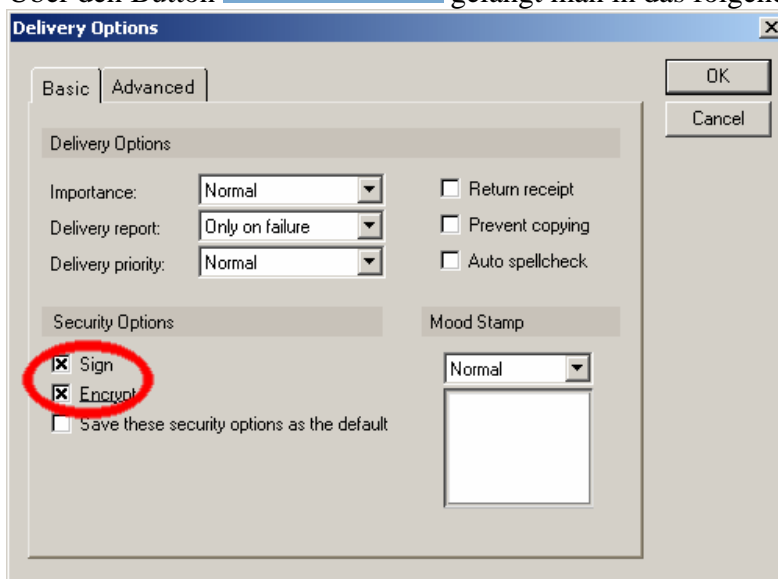 Über den Button gelangt man in das folgend
Delivery Options
OK
Cancel
Basic Advanced
Delivery Options
Importance: Normal Return receipt
Delivery report: Only on failure Prevent copying
Delivery priority: Normal Auto spellcheck
Security Options Mood Stamp
Sign Normal
Encrypt
Save these security options as the default